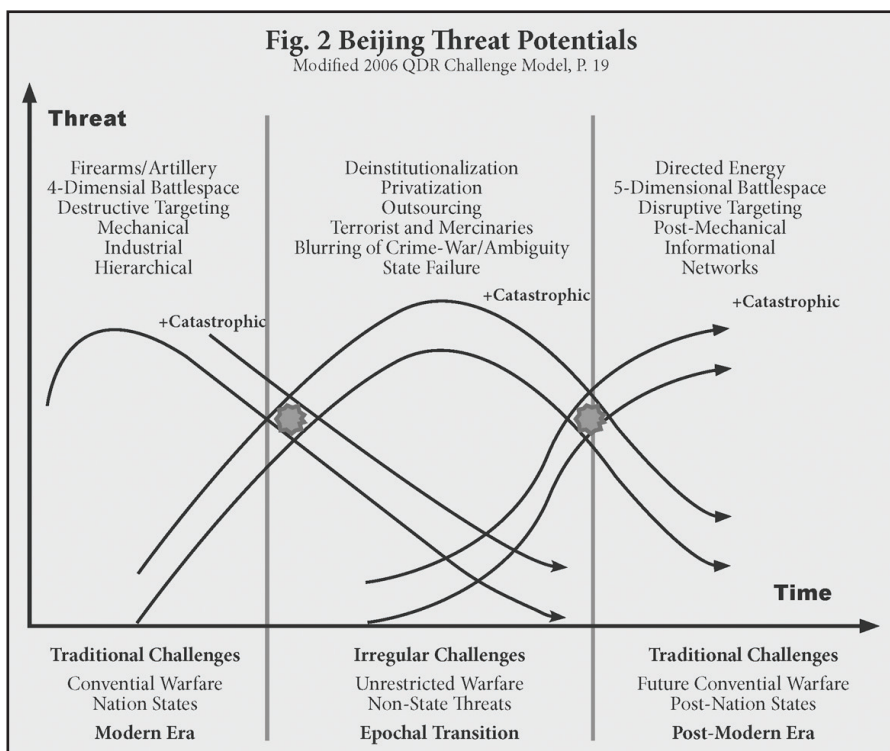 Fig. 2 Beijing Threat Potentials
Modified 2006 QDR Challenge Model, P. 19
Threat
Firearms/Artillery
4-Dimensial Battlespace
Destructive Targeting
Mechanical
Industrial
Hierarchical
Deinstitutionalization
Privatization
Outsourcing
Terrorist and Mercinaries
Blurring of Crime-War/Ambiguity
State Failure
Directed Energy
5-Dimensional Battlespace
Disruptive Targeting
Post-Mechanical
Informational
Networks
+Catastrophic
+Catastrophic
+Catastrophic
Time
Traditional Challenges
Convential Warfare
Nation States
Modern Era
Irregular Challenges
Unrestricted Warfare
Non-State Threats
Epochal Transition
Traditional Challenges
Future Convential Warfare
Post-Nation States
Post-Modern Era